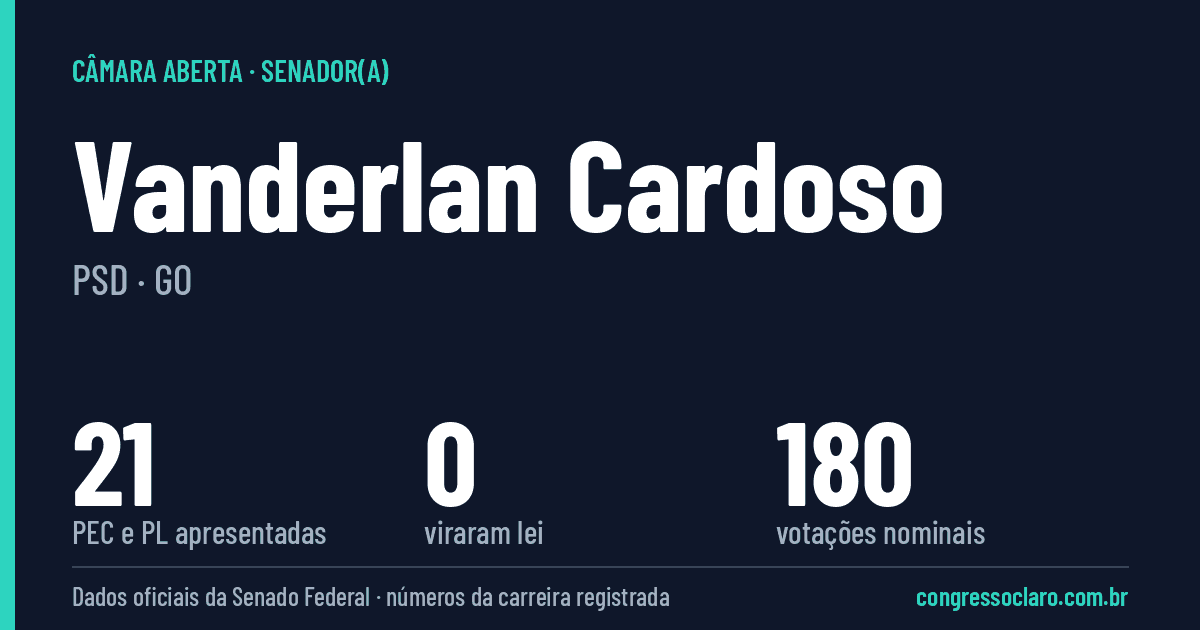 CÂMARA ABERTA · SENADOR(A)
Vanderlan Cardoso
PSD · GO
21 0 180
PEC e PL apresentadas viraram lei votações nominais
Dados oficiais da Senado Federal · números da carreira registrada congressoclaro.com.br